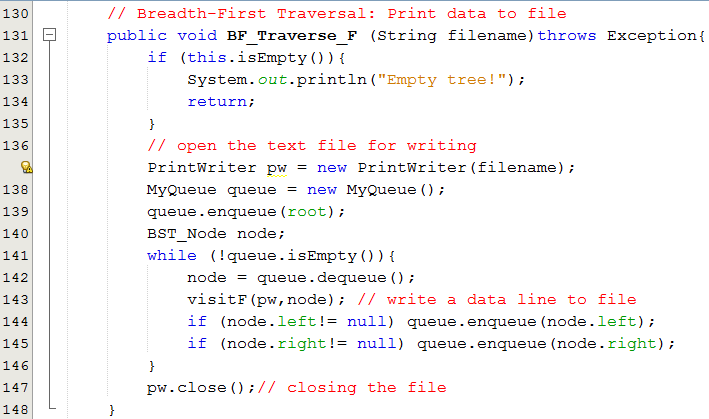 130 // Breadth-First Traversal: Print data to file
131 public void BF_Traverse_F (String filename)throws Exception{
132 if (this.isEmpty()){
133 System.out.println("Empty tree!");
134 return;
135 }
136 // open the text file for writing
PrintWriter pw = new PrintWriter(filename);
138 MyQueue queue = new MyQueue();
139 queue.enqueue(root);
140 BST_Node node;
141 while (!queue.isEmpty()){
142 node = queue.dequeue();
143 visitF(pw,node); // write a data line to file
144 if (node.left!= null) queue.enqueue(node.left);
145 if (node.right!= null) queue.enqueue(node.right);
146 }
147 pw.close();// closing the file
148 }